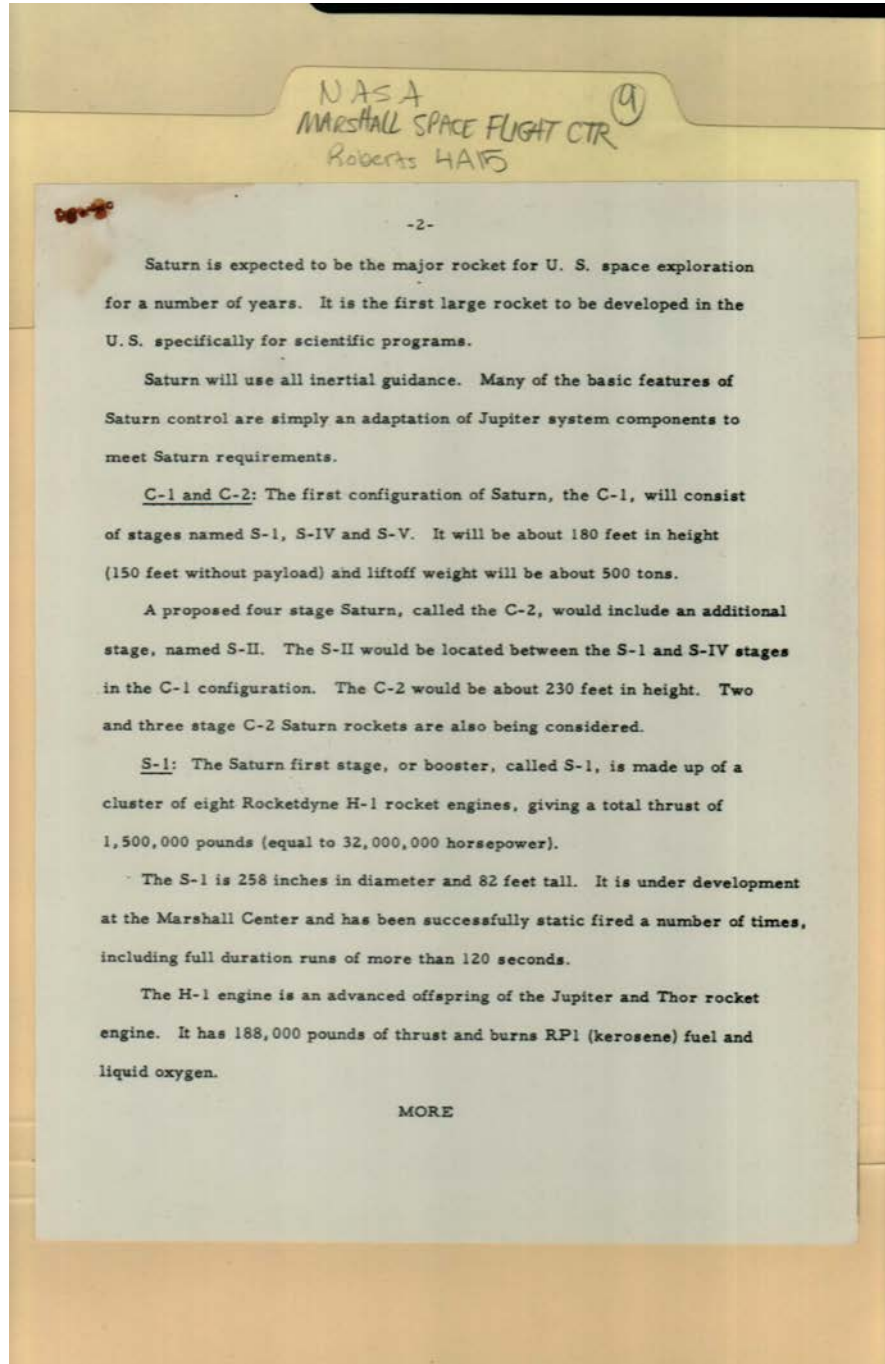 NASA
MARSHALL SPACE FLIGHT CTR
9
Roberts 4A15
-2-
Saturn is expected to be the major rocket for U. S. space exploration
for a number of years. It is the first large rocket to be developed in the
U. S. specifically for scientific programs.
Saturn will use all inertial guidance. Many of the basic features of
Saturn control are simply an adaptation of Jupiter system components to
meet Saturn requirements.
C-1 and C-2: The first configuration of Saturn, the C-1, will consist
of stages named S-1, S-IV and S-V. It will be about 180 feet in height
(150 feet without payload) and liftoff weight will be about 500 tons.
A proposed four stage Saturn, called the C-2, would include an additional
stage, named S-II. The S-II would be located between the S-1 and S-IV stages
in the C-1 configuration. The C-2 would be about 230 feet in height. Two
and three stage C-2 Saturn rockets are also being considered.
S-1: The Saturn first stage, or booster, called S-1, is made up of a
cluster of eight Rocketdyne H-1 rocket engines, giving a total thrust of
1,500,000 pounds (equal to 32,000,000 horsepower).
The S-1 is 258 inches in diameter and 82 feet tall. It is under development
at the Marshall Center and has been successfully static fired a number of times,
including full duration runs of more than 120 seconds.
The H-1 engine is an advanced offspring of the Jupiter and Thor rocket
engine. It has 188,000 pounds of thrust and burns RP1 (kerosene) fuel and
liquid oxygen.
MORE